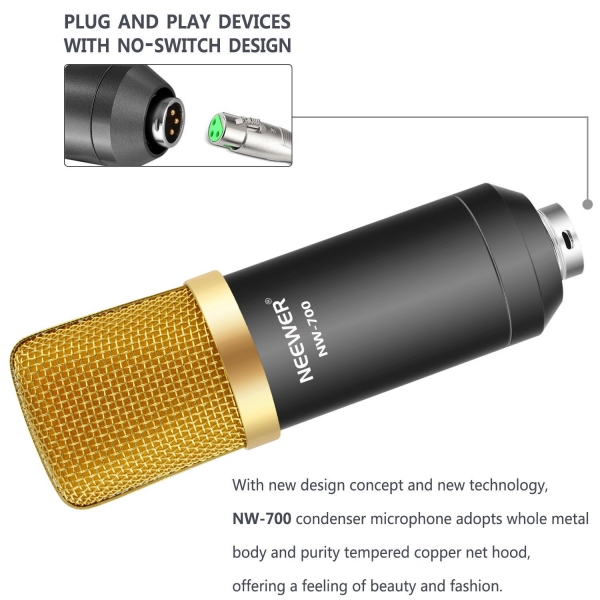 PLUG AND PLAY DEVICES
WITH NO-SWITCH DESIGN
NEEWER®
NW-700
With new design concept and new technology,
NW-700 condenser microphone adopts whole metal
body and purity tempered copper net hood,
offering a feeling of beauty and fashion.